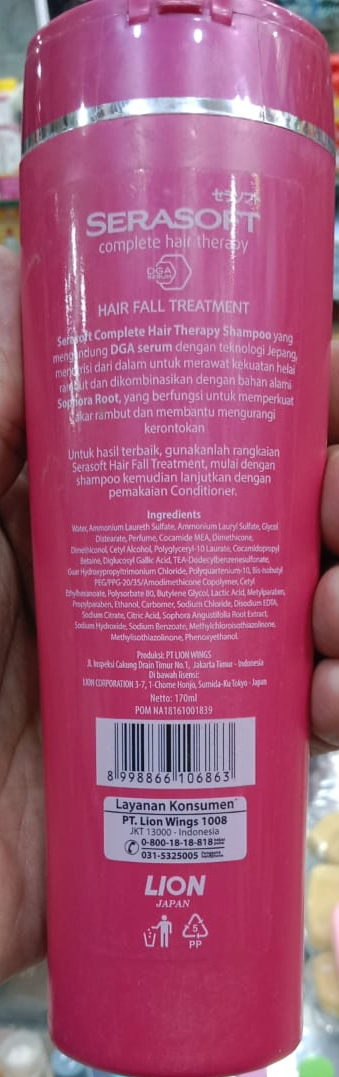 セラソフト
SERASOFT
complete hair therapy
DGA
SERUM
HAIR FALL TREATMENT
Serasoft Complete Hair Therapy Shampoo yang
mengandung DGA serum dengan teknologi Jepang,
mengisi dari dalam untuk merawat kekuatan helai
rambut dan dikombinasikan dengan bahan alami
Sophora Root, yang berfungsi untuk memperkuat
akar rambut dan membantu mengurangi
kerontokan
Untuk hasil terbaik, gunakanlah rangkaian
Serasoft Hair Fall Treatment, mulai dengan
shampoo kemudian lanjutkan dengan
pemakaian Conditioner.
Ingredients
Water, Ammonium Laureth Sulfate, Ammonium Lauryl Sulfate, Glycol
Distearate, Perfume, Cocamide MEA, Dimethicone,
Dimethiconol, Cetyl Alcohol, Polyglyceryl-10 Laurate, Cocamidopropyl
Betaine, Diglucosyl Gallic Acid, TEA-Dodecylbenzenesulfonate,
Guar Hydroxypropyltrimonium Chloride, Polyquaternium-10, Bis-isobutyl
PEG/PPG-20/35/Amodimethicone Copolymer, Cetyl
Ethylhexanoate, Polysorbate 80, Butylene Glycol, Lactic Acid, Metylparaben,
Propylparaben, Ethanol, Carbomer, Sodium Chloride, Disodium EDTA,
Sodium Citrate, Citric Acid, Sophora Angustifolia Root Extract,
Sodium Hydroxide, Sodium Benzoate, Methylchloroisothiazolinone,
Methylisothiazolinone, Phenoxyethanol.
Produksi: PT LION WINGS
Jl. Inspeksi Cakung Drain Timur No.1, Jakarta Timur - Indonesia
Di bawah lisensi:
LION CORPORATION 3-7, 1-Chome Honjo, Sumida-Ku Tokyo - Japan
Netto: 170ml
POM NA18161001839
8 998866 106863
Layanan Konsumen
PT. Lion Wings 1008
JKT 13000 - Indonesia
0-800-18-18-818
031-5325005
LION
JAPAN
5
PP